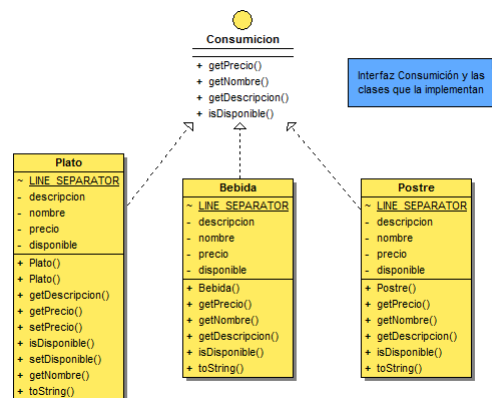 Consumicion
+ getPrecio()
+ getNombre()
+ getDescripcion()
+ isDisponible()
Interfaz Consumición y las
clases que la implementan
Plato
~ LINE_SEPARATOR
- descripcion
- nombre
- precio
- disponible
+ Plato()
+ Plato()
+ getDescripcion()
+ getPrecio()
+ setPrecio()
+ isDisponible()
+ setDisponible()
+ getNombre()
+ toString()
Bebida
~ LINE_SEPARATOR
- descripcion
- nombre
- precio
- disponible
+ Bebida()
+ getPrecio()
+ getNombre()
+ getDescripcion()
+ isDisponible()
+ toString()
Postre
~ LINE_SEPARATOR
- descripcion
- nombre
- precio
- disponible
+ Postre()
+ getPrecio()
+ getNombre()
+ getDescripcion()
+ isDisponible()
+ toString()